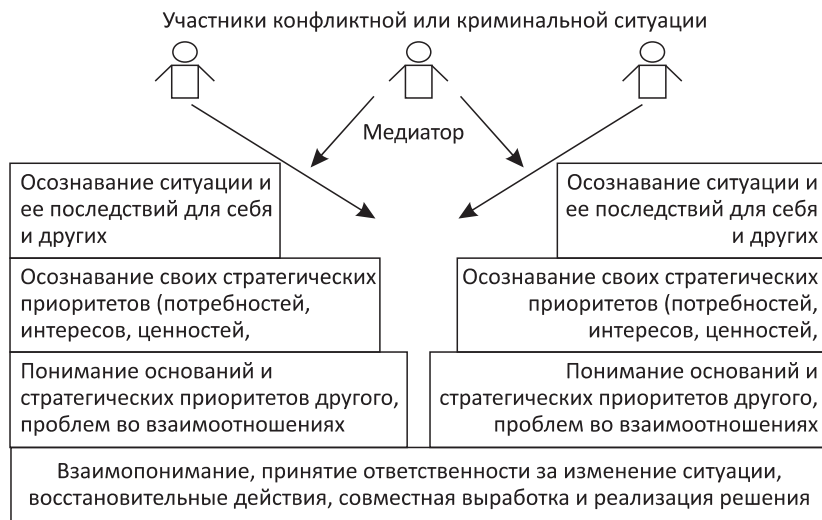 Участники конфликтной или криминальной ситуации
Медиатор
Осознавание ситуации и
ее последствий для себя
и других
Осознавание ситуации и
ее последствий для себя
и других
Осознавание своих стратегических
приоритетов (потребностей,
интересов, ценностей,
Осознавание своих стратегических
приоритетов (потребностей,
интересов, ценностей,
Понимание оснований и
стратегических приоритетов другого,
проблем во взаимоотношениях
Понимание оснований и
стратегических приоритетов другого,
проблем во взаимоотношениях
Взаимопонимание, принятие ответственности за изменение ситуации,
восстановительные действия, совместная выработка и реализация решения